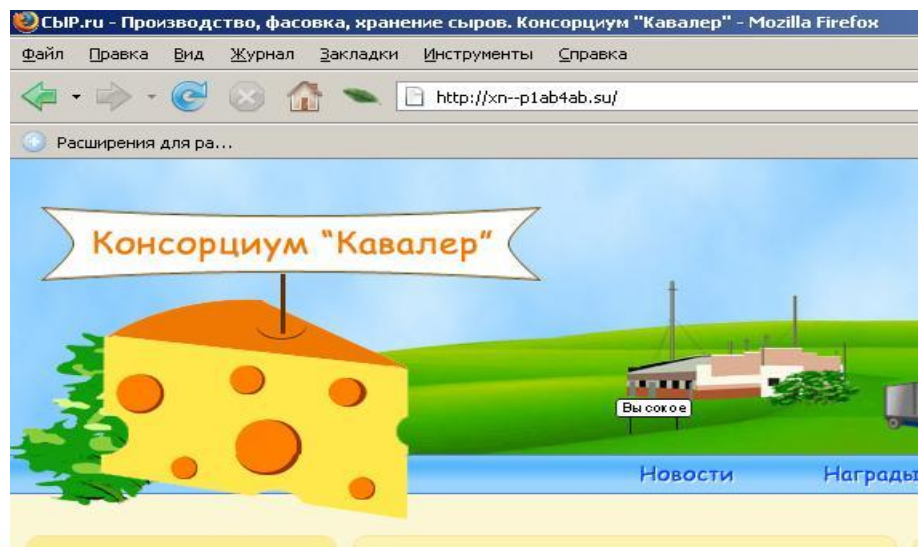 СЫР.ru - Производство, фасовка, хранение сыров. Консорциум "Кавалер" - Mozilla Firefox
Файл Правка Вид Журнал Закладки Инструменты Справка
http://xn--p1ab4ab.su/
Расширения для ра...
Консорциум "Кавалер"
Высокое
Новости Награды